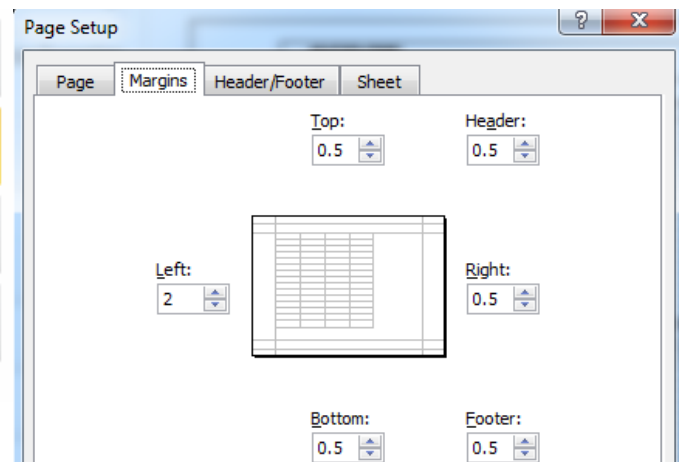 Page Setup
?
X
Page Margins Header/Footer Sheet
Top: Header:
0.5 0.5
Left: Right:
2 0.5
Bottom: Footer:
0.5 0.5